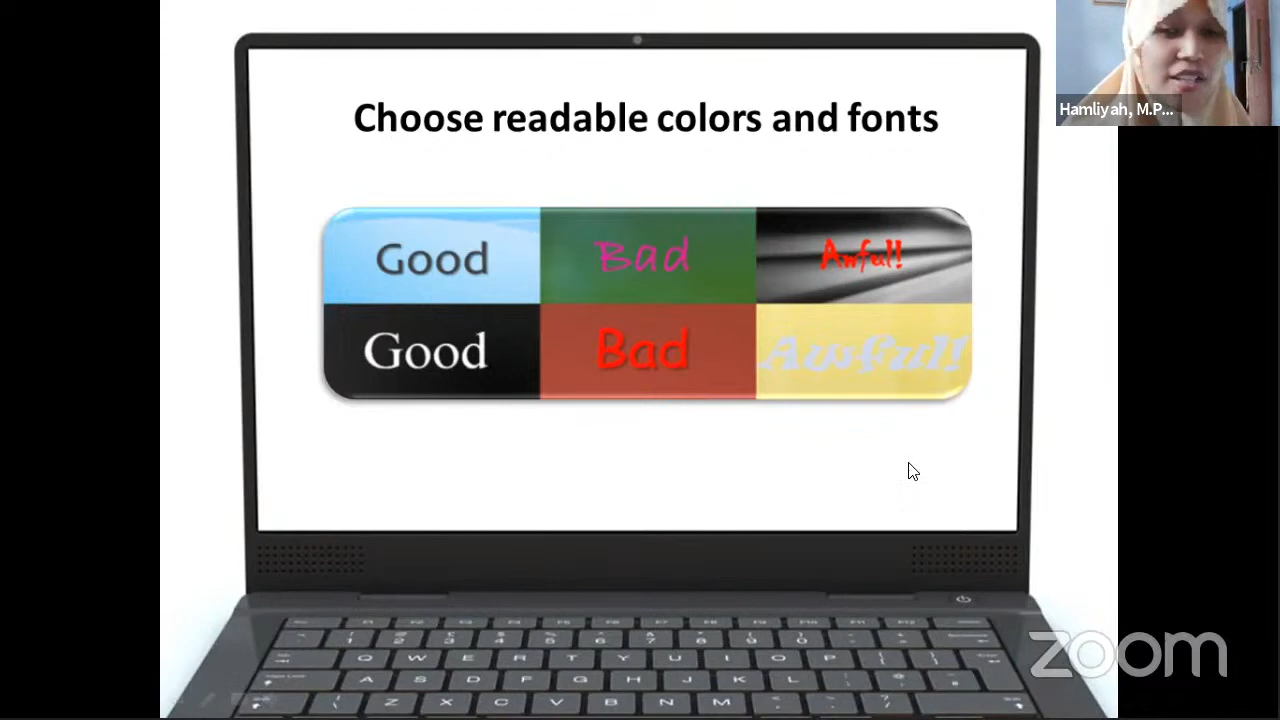 Hamliyah, M.P...
Choose readable colors and fonts
Good Bad Awful!
Good Bad Awful!
Q W E R T Y U I O P
A S D F G H J K L
Z X C V B N M
zoom